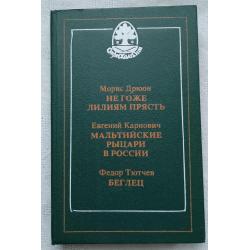 Морис Дрюон
НЕ ГОЖЕ
ЛИЛИЯМ ПРЯСТЬ
Евгений Карнович
МАЛЬТИЙСКИЕ
РЫЦАРИ
В РОССИИ
Федор Тютчев
БЕГЛЕЦ